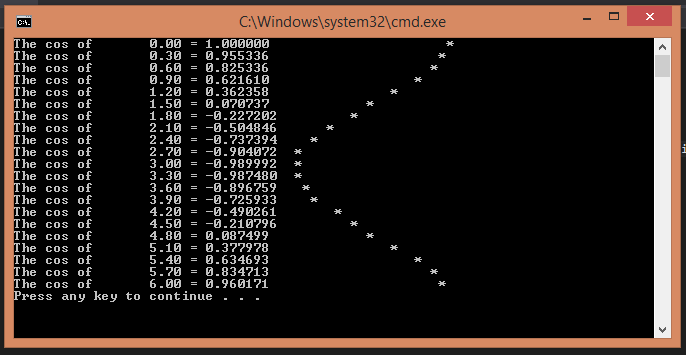 C:\Windows\system32\cmd.exe
The cos of 0.00 = 1.000000 *
The cos of 0.30 = 0.955336 *
The cos of 0.60 = 0.825336 *
The cos of 0.90 = 0.621610 *
The cos of 1.20 = 0.362358 *
The cos of 1.50 = 0.070737 *
The cos of 1.80 = -0.227202 *
The cos of 2.10 = -0.504846 *
The cos of 2.40 = -0.737394 *
The cos of 2.70 = -0.904072 *
The cos of 3.00 = -0.989992 *
The cos of 3.30 = -0.987480 *
The cos of 3.60 = -0.896759 *
The cos of 3.90 = -0.725933 *
The cos of 4.20 = -0.490261 *
The cos of 4.50 = -0.210796 *
The cos of 4.80 = 0.087499 *
The cos of 5.10 = 0.377978 *
The cos of 5.40 = 0.634693 *
The cos of 5.70 = 0.834713 *
The cos of 6.00 = 0.960171 *
Press any key to continue . . .